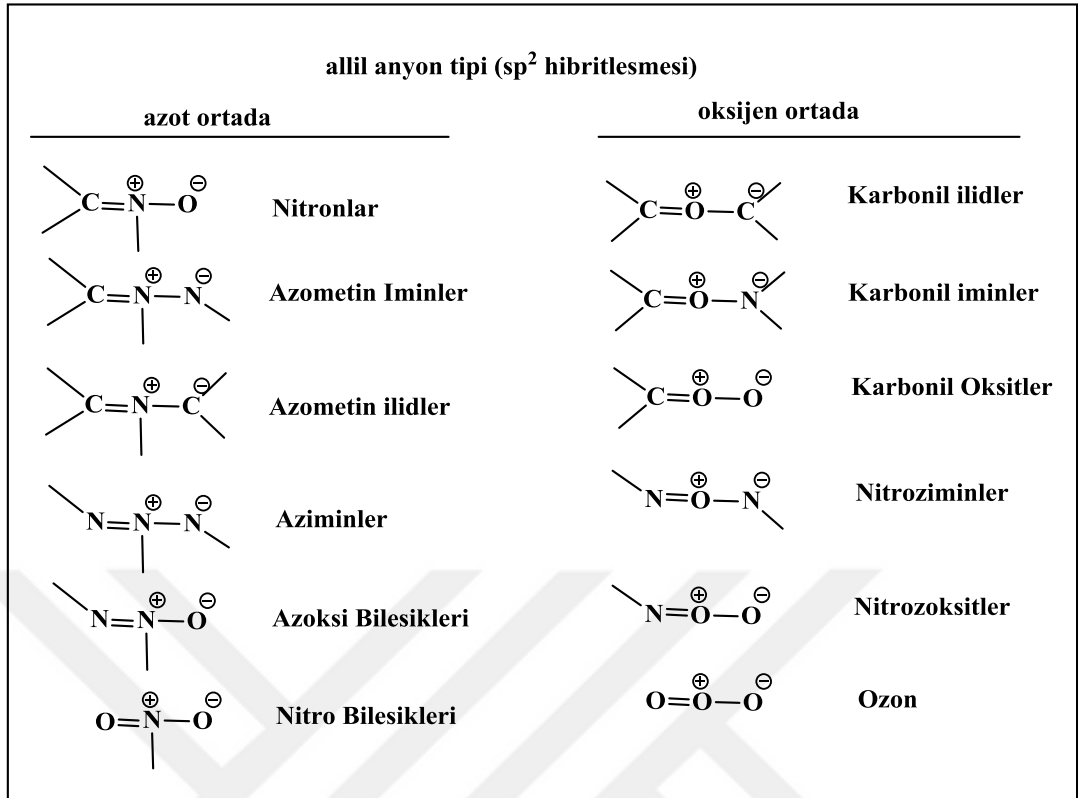 allil anyon tipi (sp² hibritlesmesi)
azot ortada
oksijen ortada
C=N⊕—O⊖ Nitronlar
C=O⊕—C⊖ Karbonil ilidler
C=N⊕—N⊖ Azometin Iminler
C=O⊕—N⊖ Karbonil iminler
C=N⊕—C⊖ Azometin ilidler
C=O⊕—O⊖ Karbonil Oksitler
N=N⊕—N⊖ Aziminler
N=O⊕—N⊖ Nitroziminler
N=N⊕—O⊖ Azoksi Bilesikleri
N=O⊕—O⊖ Nitrozoksitler
O=N⊕—O⊖ Nitro Bilesikleri
O=O⊕—O⊖ Ozon